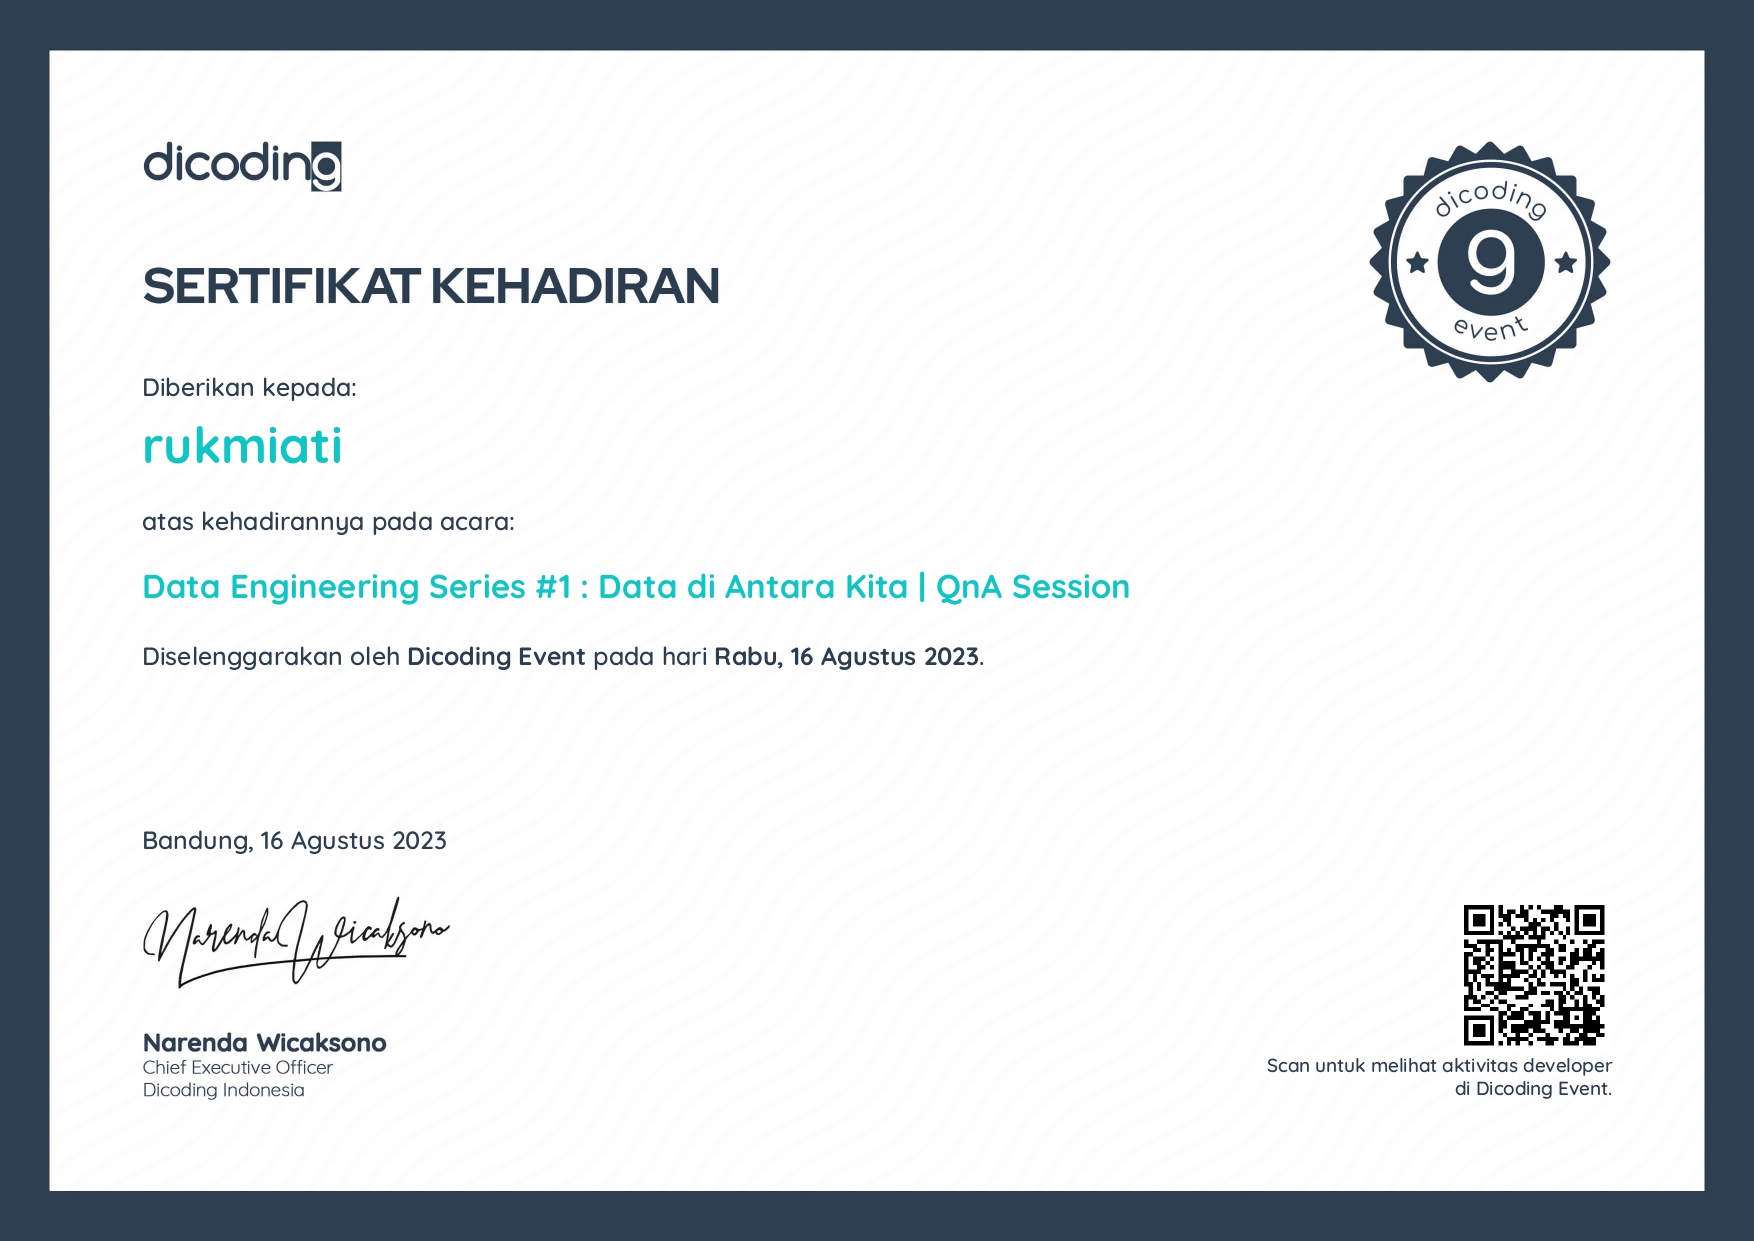 dicoding
SERTIFIKAT KEHADIRAN
dicoding
g
event
Diberikan kepada:
rukmiati
atas kehadirannya pada acara:
Data Engineering Series #1 : Data di Antara Kita | QnA Session
Diselenggarakan oleh Dicoding Event pada hari Rabu, 16 Agustus 2023.
Bandung, 16 Agustus 2023
Narenda Wicaksono
Narenda Wicaksono
Chief Executive Officer
Dicoding Indonesia
Scan untuk melihat aktivitas developer
di Dicoding Event.